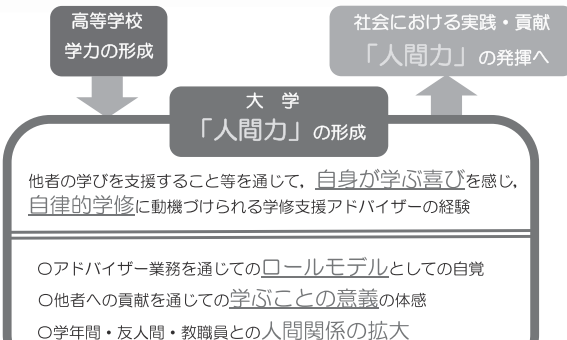 高等学校
学力の形成
社会における実践・貢献
「人間力」の発揮へ
大 学
「人間力」の形成
他者の学びを支援すること等を通じて，自身が学ぶ喜びを感じ，
自律的学修に動機づけられる学修支援アドバイザーの経験
○アドバイザー業務を通じてのロールモデルとしての自覚
○他者への貢献を通じての学ぶことの意義の体感
○学年間・友人間・教職員との人間関係の拡大